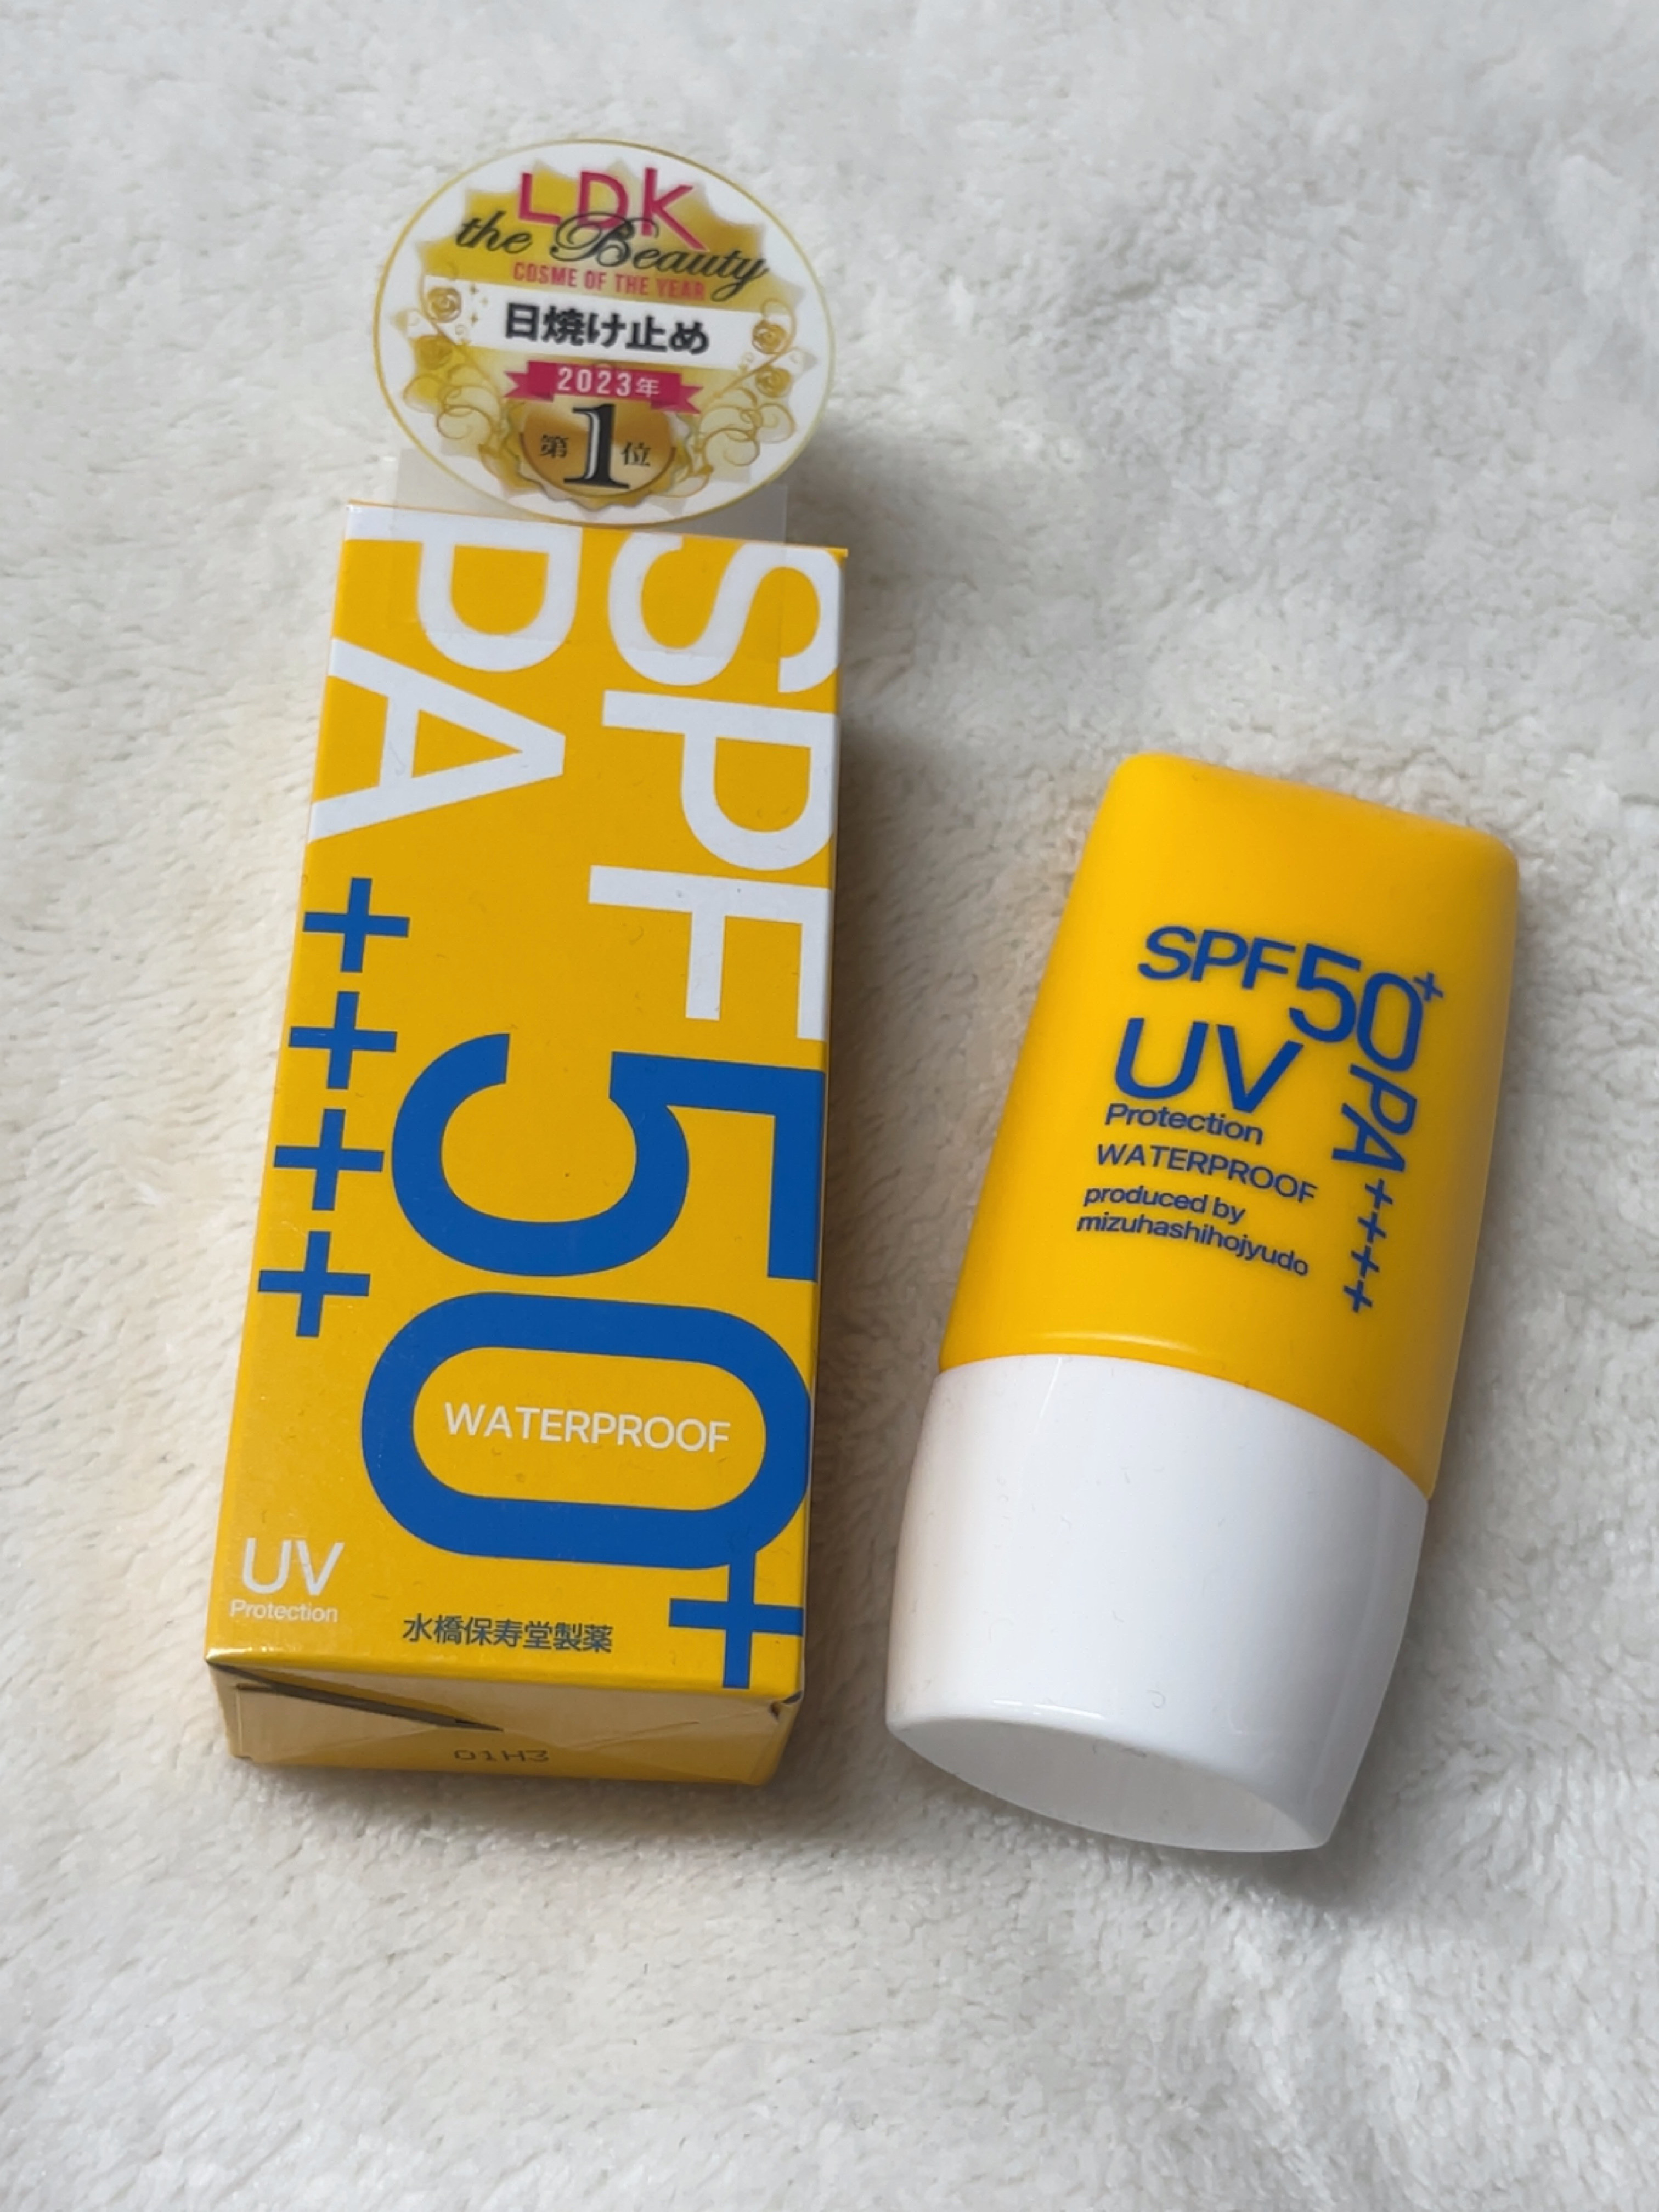 LDK
the Beauty
COSME OF THE YEAR
日焼け止め
2023年
第1位
SPF50+
PA++++
WATERPROOF
UV
Protection
水橋保寿堂製薬
01H3
SPF50+
PA++++
UV
Protection
WATERPROOF
produced by
mizuhashihojyudo